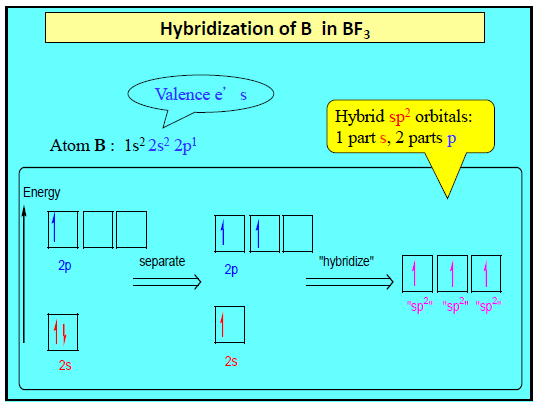 Hybridization of B in BF₃
Valence e' s
Hybrid sp² orbitals:
1 part s, 2 parts p
Atom B : 1s² 2s² 2p¹
Energy
2p
separate
2p
"hybridize"
"sp²" "sp²" "sp²"
2s
2s